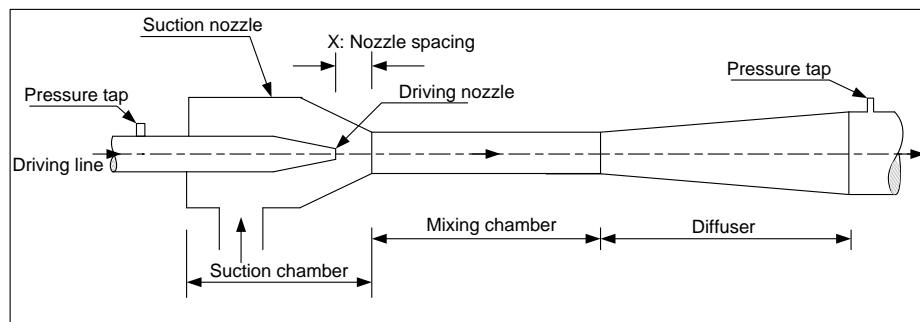 Suction nozzle
X: Nozzle spacing
Pressure tap
Driving nozzle
Pressure tap
Driving line
Mixing chamber
Diffuser
Suction chamber